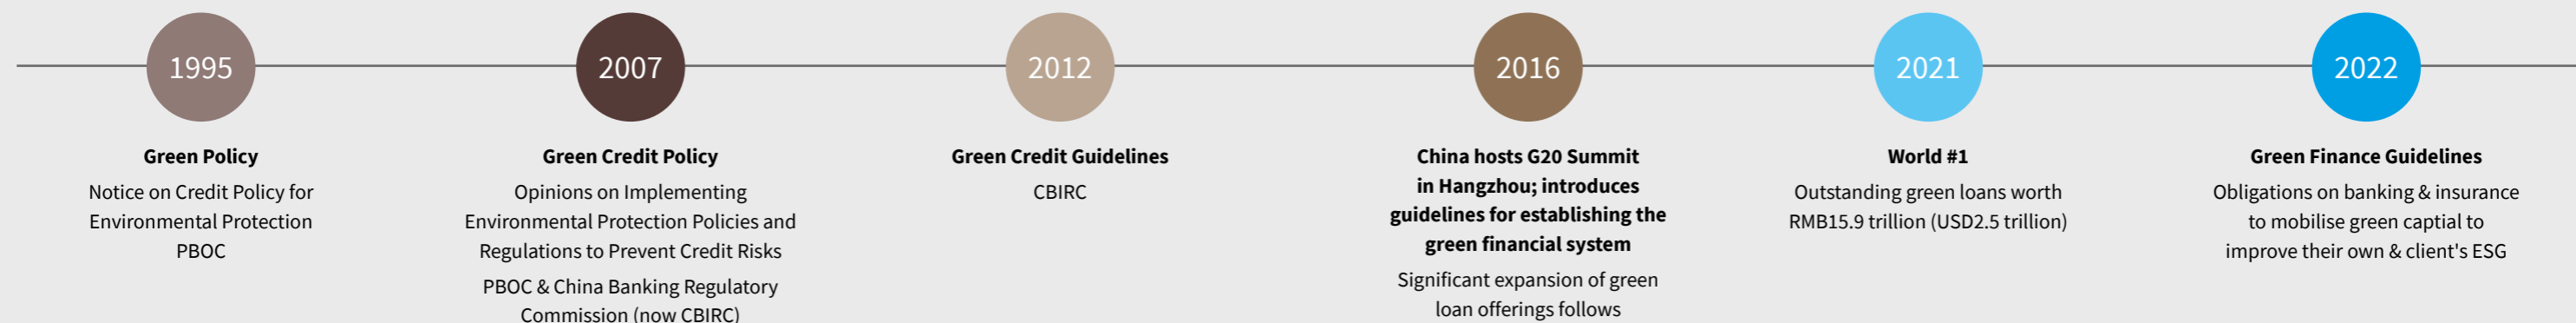 1995
Green Policy
Notice on Credit Policy for
Environmental Protection
PBOC
2007
Green Credit Policy
Opinions on Implementing
Environmental Protection Policies and
Regulations to Prevent Credit Risks
PBOC & China Banking Regulatory
Commission (now CBIRC)
2012
Green Credit Guidelines
CBIRC
2016
China hosts G20 Summit
in Hangzhou; introduces
guidelines for establishing the
green financial system
Significant expansion of green
loan offerings follows
2021
World #1
Outstanding green loans worth
RMB15.9 trillion (USD2.5 trillion)
2022
Green Finance Guidelines
Obligations on banking & insurance
to mobilise green captial to
improve their own & client's ESG